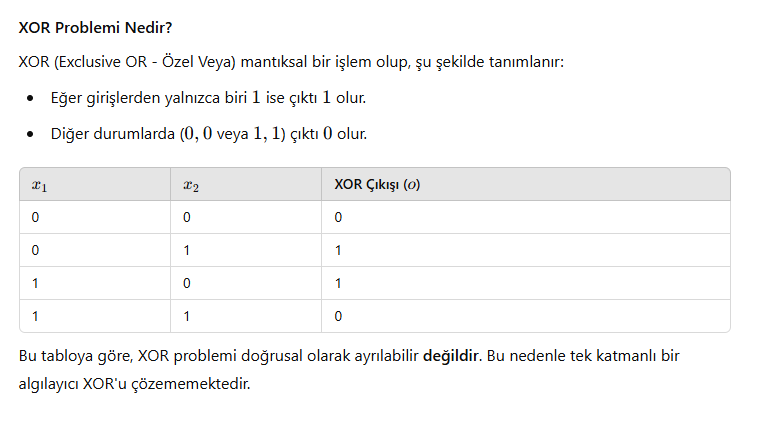 XOR Problemi Nedir?
XOR (Exclusive OR - Özel Veya) mantıksal bir işlem olup, şu şekilde tanımlanır:
• Eğer girişlerden yalnızca biri 1 ise çıktı 1 olur.
• Diğer durumlarda (0, 0 veya 1, 1) çıktı 0 olur.
x₁ x₂ XOR Çıkışı (o)
0 0 0
0 1 1
1 0 1
1 1 0
Bu tabloya göre, XOR problemi doğrusal olarak ayrılabilir değildir. Bu nedenle tek katmanlı bir
algılayıcı XOR'u çözememektedir.